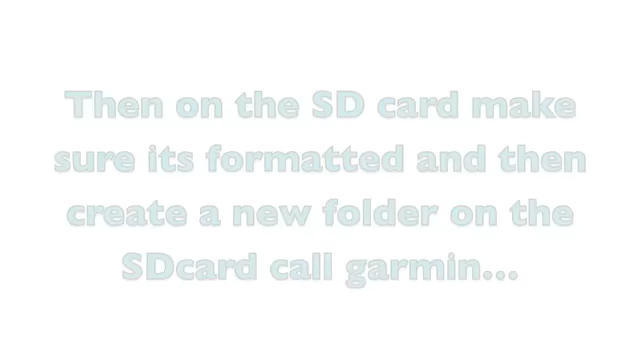 Then on the SD card make
sure its formatted and then
create a new folder on the
SDcard call garmin...